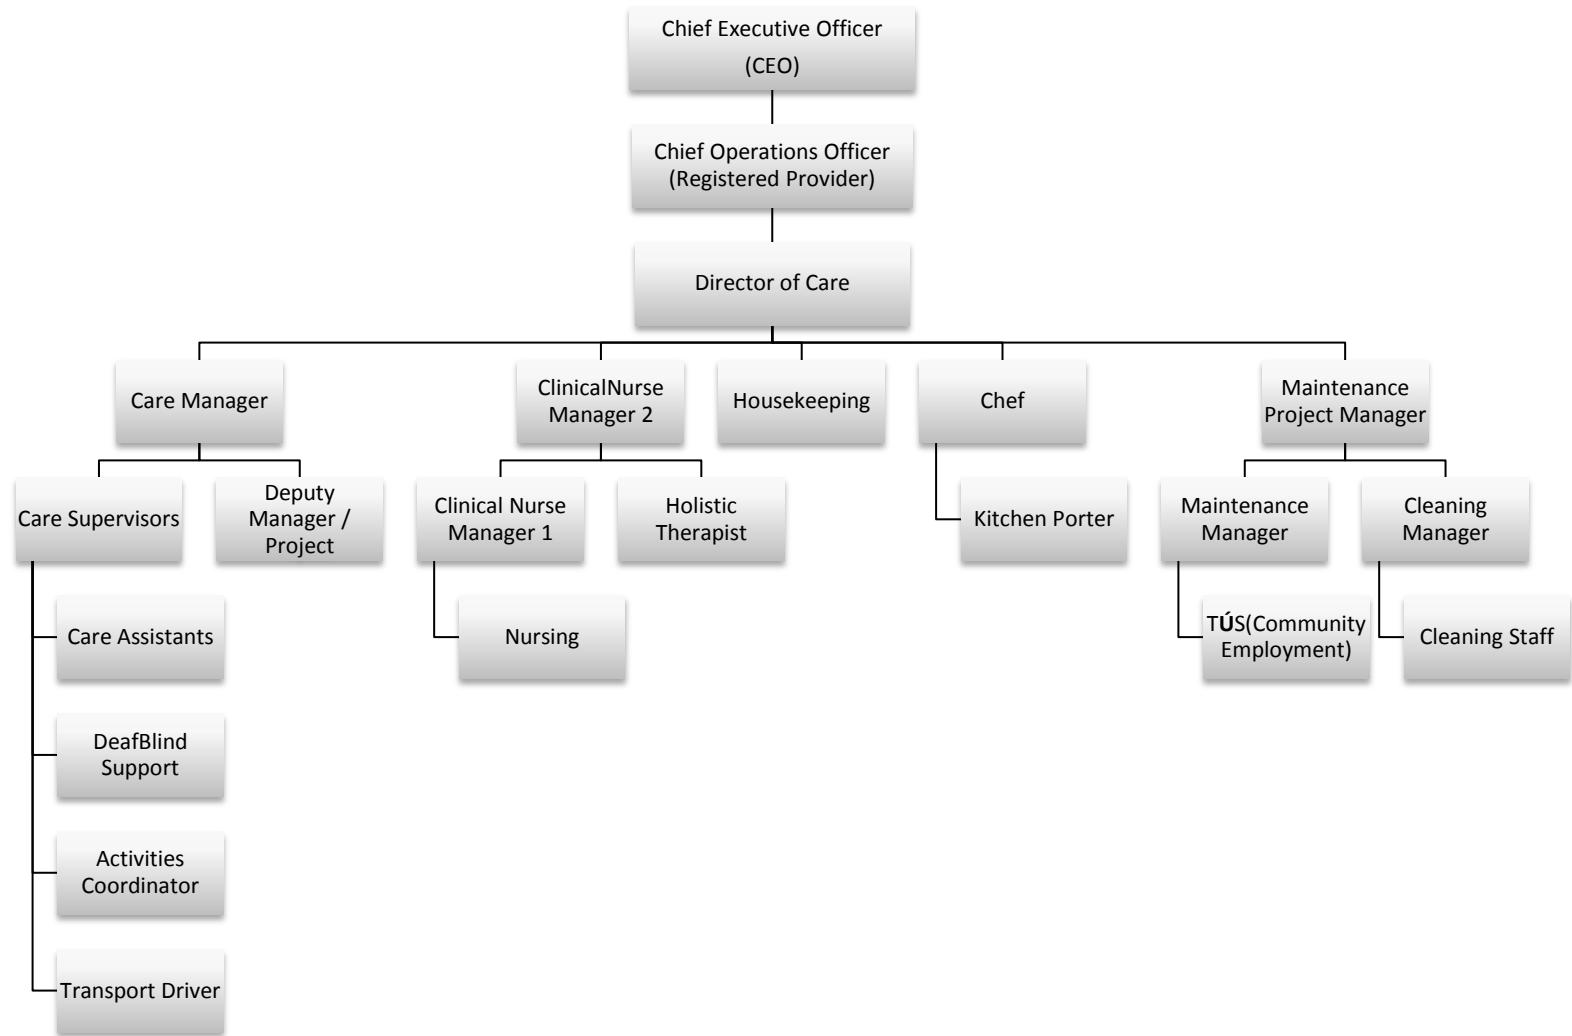 Chief Executive Officer
(CEO)
Chief Operations Officer
(Registered Provider)
Director of Care
Care Manager
ClinicalNurse
Manager 2
Housekeeping
Chef
Maintenance
Project Manager
Care Supervisors
Deputy
Manager /
Project
Clinical Nurse
Manager 1
Holistic
Therapist
Kitchen Porter
Maintenance
Manager
Cleaning
Manager
Care Assistants
Nursing
TÚS(Community
Employment)
Cleaning Staff
DeafBlind
Support
Activities
Coordinator
Transport Driver